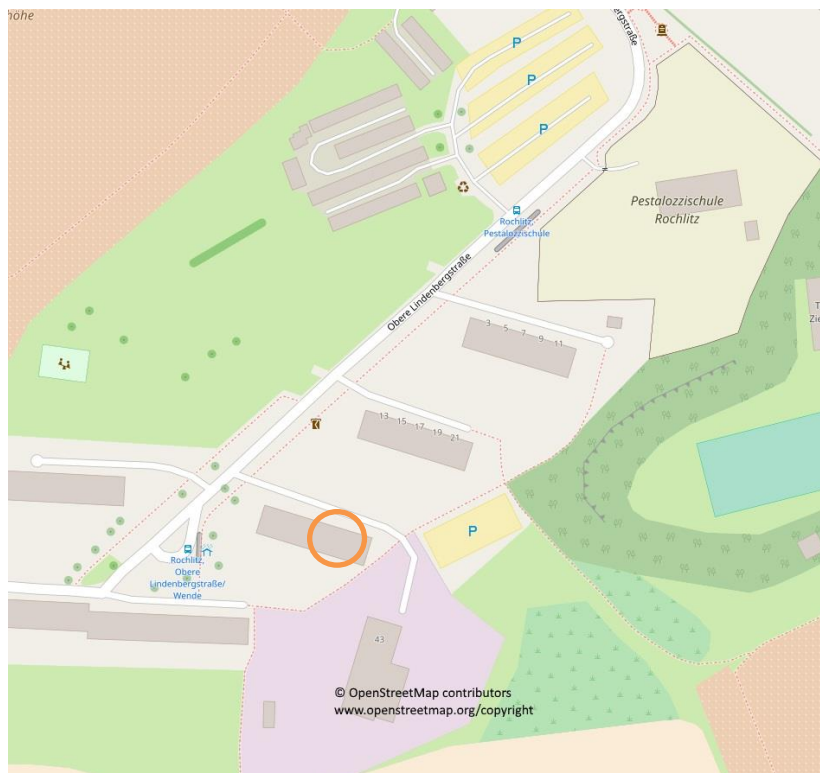 höhe
P
P
P
Obere Lindenbergstraße
Rochlitz,
Pestalozzischule
Pestalozzischule
Rochlitz
3 5 7 9 11
13 15 17 19 21
P
Rochlitz,
Obere
Lindenbergstraße/
Wende
43
© OpenStreetMap contributors
www.openstreetmap.org/copyright